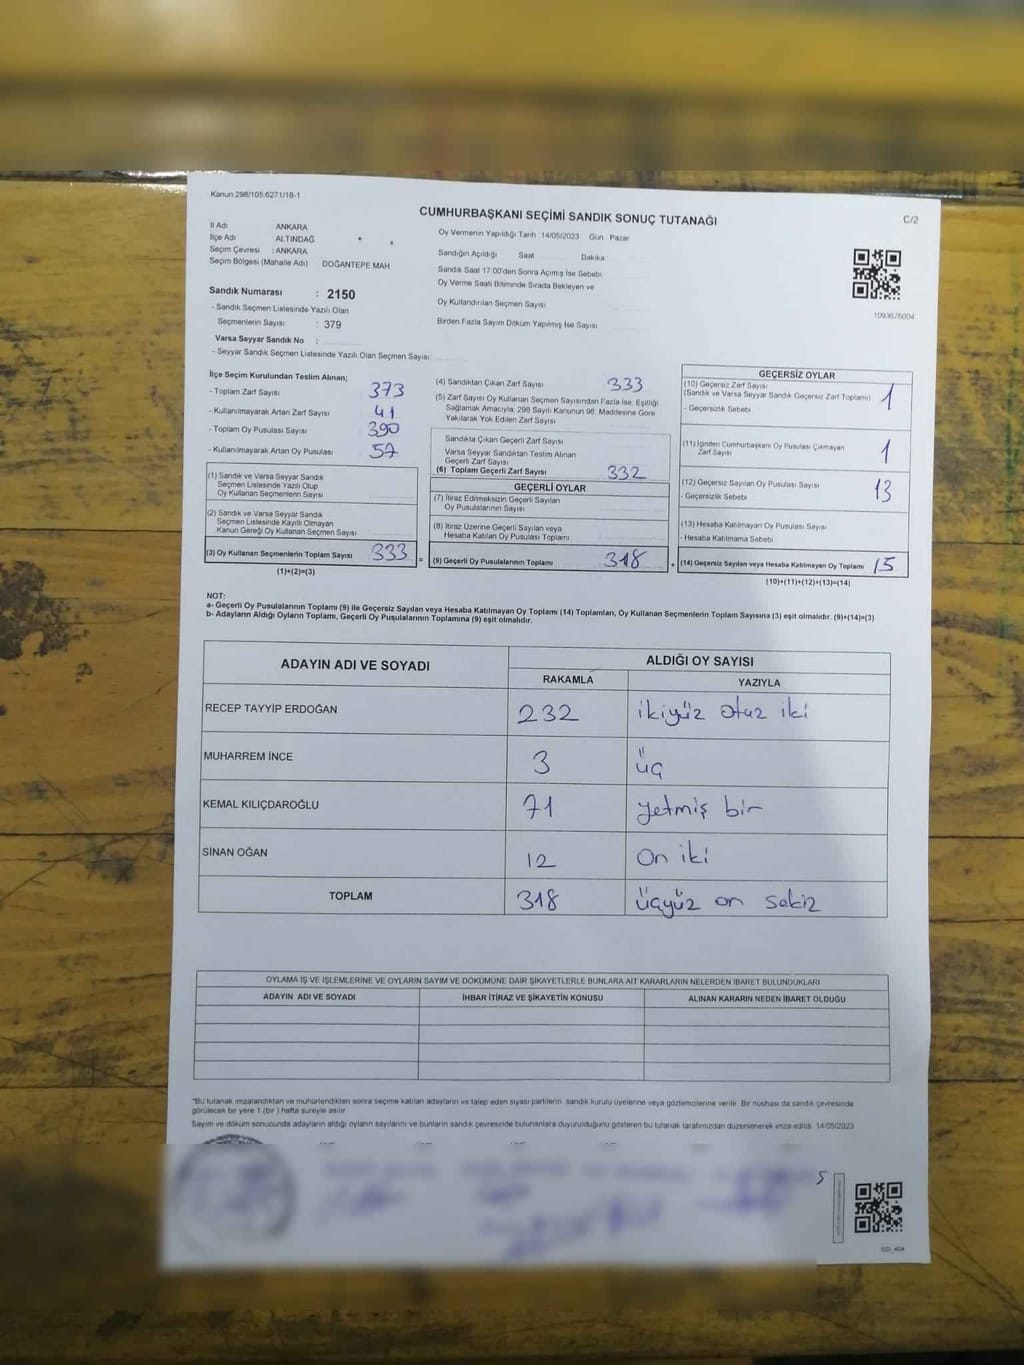 Kanun 298/105.6271/18-1
CUMHURBAŞKANI SEÇİMİ SANDIK SONUÇ TUTANAĞI
C/2
İl Adı ANKARA
İlçe Adı ALTINDAĞ
Seçim Çevresi : ANKARA
Seçim Bölgesi (Mahalle Adı) DOĞANTEPE MAH
Sandık Numarası : 2150
- Sandık Seçmen Listesinde Yazılı Olan
Seçmenlerin Sayısı : 379
Varsa Seyyar Sandık No :
- Seyyar Sandık Seçmen Listesinde Yazılı Olan Seçmen Sayısı:
Oy Vermenin Yapıldığı Tarih 14/05/2023 Gün Pazar
Sandığın Açıldığı Saat Dakika
Sandık Saat 17.00'den Sonra Açımış İse Sebebi
Oy Verme Saati Bitiminde Sırada Bekleyen ve
Oy Kullandırılan Seçmen Sayısı
Birden Fazla Sayım Döküm Yapılmış İse Sayısı
1093676004
İlçe Seçim Kurulundan Teslim Alınan;
- Toplam Zarf Sayısı 373
- Kullanılmayarak Artan Zarf Sayısı 41
- Toplam Oy Pusulası Sayısı 390
- Kullanılmayarak Artan Oy Pusulası 57
(1) Sandık ve Varsa Seyyar Sandık
Seçmen Listesinde Yazılı Olup
Oy Kullanan Seçmenlerin Sayısı
(2) Sandık ve Varsa Seyyar Sandık
Seçmen Listesinde Kayıtlı Olmayan
Kanun Gereği Oy Kullanan Seçmen Sayısı
(3) Oy Kullanan Seçmenlerin Toplam Sayısı 333
(1)+(2)=(3)
(4) Sandıktan Çıkan Zarf Sayısı 333
(5) Zarf Sayısı Oy Kullanan Seçmen Sayısından Fazla İse, Eşitliği
Sağlamak Amacıyla, 298 Sayılı Kanunun 98. Maddesine Göre
Yakılarak Yok Edilen Zarf Sayısı
Sandıkla Çıkan Geçerli Zarf Sayısı
Varsa Seyyar Sandıktan Teslim Alınan
Geçerli Zarf Sayısı
(6) Toplam Geçerli Zarf Sayısı 332
GEÇERLİ OYLAR
(7) İtiraz Edilmeksizin Geçerli Sayılan
Oy Pusulalarının Sayısı
(8) İtiraz Üzerine Geçerli Sayılan veya
Hesaba Katılan Oy Pusulası Toplamı
=
(9) Geçerli Oy Pusulalarının Toplamı 318
+
GEÇERSİZ OYLAR
(10) Geçersiz Zarf Sayısı
(Sandık ve Varsa Seyyar Sandık Geçersiz Zarf Toplamı) 1
- Geçersizlik Sebebi
(11) İçinden Cumhurbaşkanı Oy Pusulası Çıkmayan
Zarf Sayısı 1
(12) Geçersiz Sayılan Oy Pusulası Sayısı 13
- Geçersizlik Sebebi
(13) Hesaba Katılmayan Oy Pusulası Sayısı
- Hesaba Katılmama Sebebi
(14) Geçersiz Sayılan veya Hesaba Katılmayan Oy Toplamı 15
(10)+(11)+(12)+(13)=(14)
NOT:
a- Geçerli Oy Pusulalarının Toplamı (9) ile Geçersiz Sayılan veya Hesaba Katılmayan Oy Toplamı (14) Toplamları, Oy Kullanan Seçmenlerin Toplam Sayısına (3) eşit olmalıdır. (9)+(14)=(3)
b- Adayların Aldığı Oyların Toplamı, Geçerli Oy Pusulalarının Toplamına (9) eşit olmalıdır.
ADAYIN ADI VE SOYADI
ALDIĞI OY SAYISI
RAKAMLA YAZIYLA
RECEP TAYYİP ERDOĞAN 232 ikiyüz otuz iki
MUHARREM İNCE 3 üç
KEMAL KILIÇDAROĞLU 71 yetmiş bir
SİNAN OĞAN 12 On iki
TOPLAM 318 üçyüz on sekiz
OYLAMA İŞ VE İŞLEMLERİNE VE OYLARIN SAYIM VE DÖKÜMÜNE DAİR ŞİKAYETLERLE BUNLARA AİT KARARLARIN NELERDEN İBARET BULUNDUKLARI
ADAYIN ADI VE SOYADI İHBAR İTİRAZ VE ŞİKAYETİN KONUSU ALINAN KARARIN NEDEN İBARET OLDUĞU
*Bu tutanak imzalandıktan ve mühürlendikten sonra seçime katılan adayların ve talep eden siyasi partilerin sandık kurulu üyelerine veya gözlemcilerine verilir. Bir nüshası da sandık çevresinde
görülecek bir yere 1 (bir) hafta süreyle asılır.
Sayım ve döküm sonucunda adayların aldığı oyların sayılarını ve bunların sandık çevresinde bulunanlara duyurulduğunu gösteren bu tutanak tarafımızdan düzenlenerek imza edildi. 14/05/2023
5